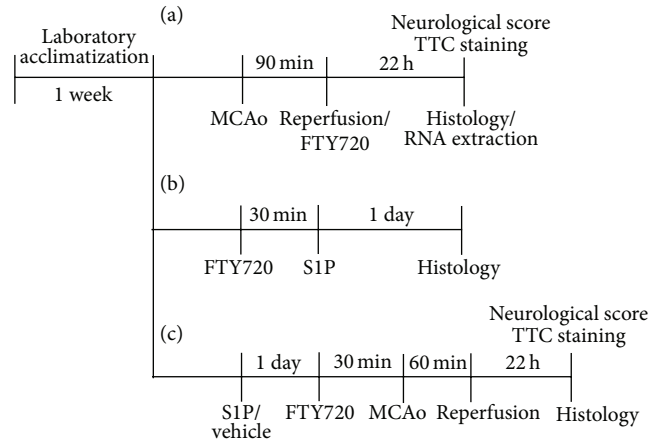 (a)
Neurological score
TTC staining
Laboratory
acclimatization
90 min
22 h
1 week
MCAo
Reperfusion/
FTY720
Histology/
RNA extraction
(b)
30 min
1 day
FTY720
S1P
Histology
(c)
Neurological score
TTC staining
1 day
30 min
60 min
22 h
S1P/
vehicle
FTY720
MCAo
Reperfusion
Histology